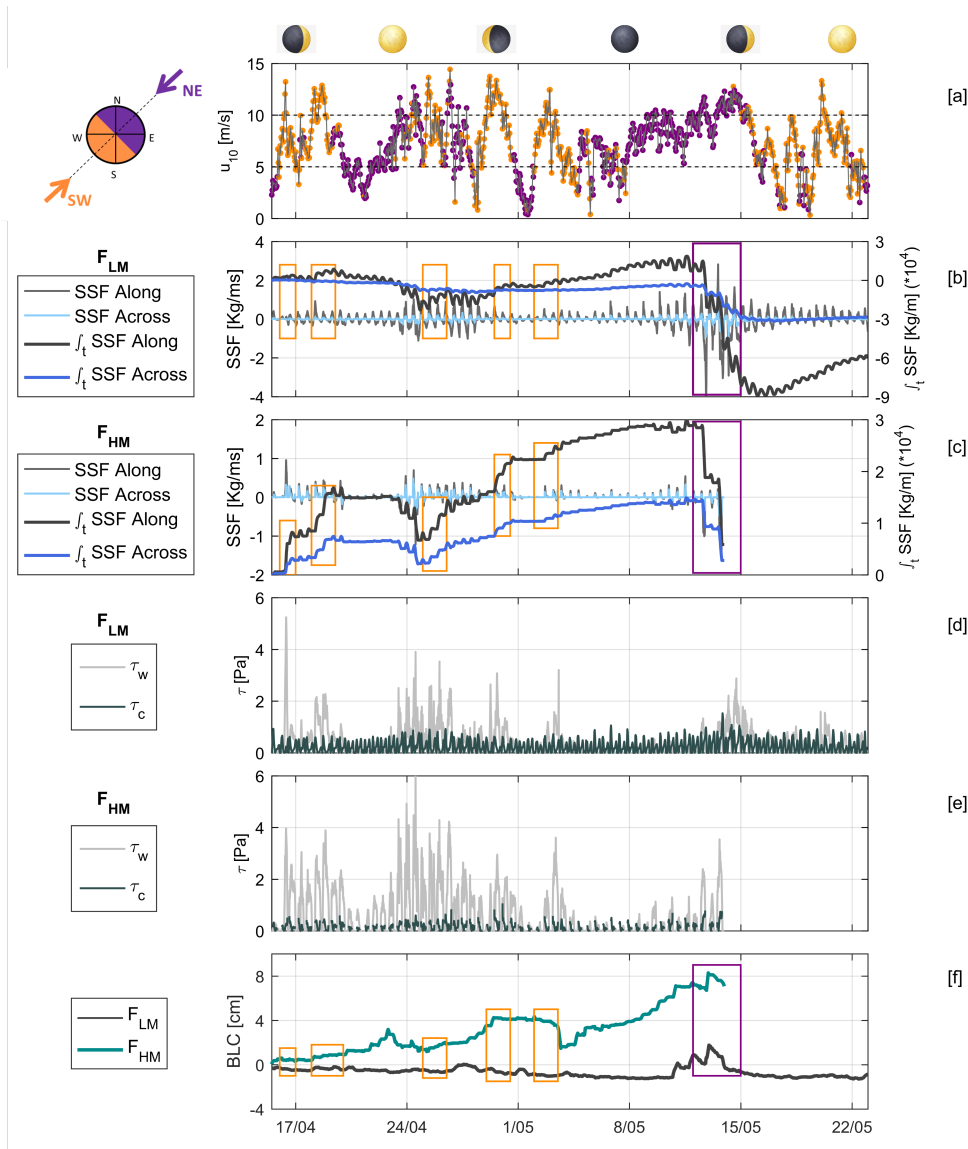 [a]
15
10
5
0
u10 [m/s]
NE
N
W
E
S
SW
[b]
FLM
SSF Along
SSF Across
∫t SSF Along
∫t SSF Across
4
2
0
-2
-4
SSF [Kg/ms]
3
0
-3
-6
-9
∫t SSF [Kg/m] (*10^4)
[c]
FHM
SSF Along
SSF Across
∫t SSF Along
∫t SSF Across
2
1
0
-1
-2
SSF [Kg/ms]
3
2
1
0
∫t SSF [Kg/m] (*10^4)
[d]
FLM
τw
τc
6
4
2
0
τ [Pa]
[e]
FHM
τw
τc
6
4
2
0
τ [Pa]
[f]
FLM
FHM
8
4
0
-4
BLC [cm]
17/04 24/04 1/05 8/05 15/05 22/05